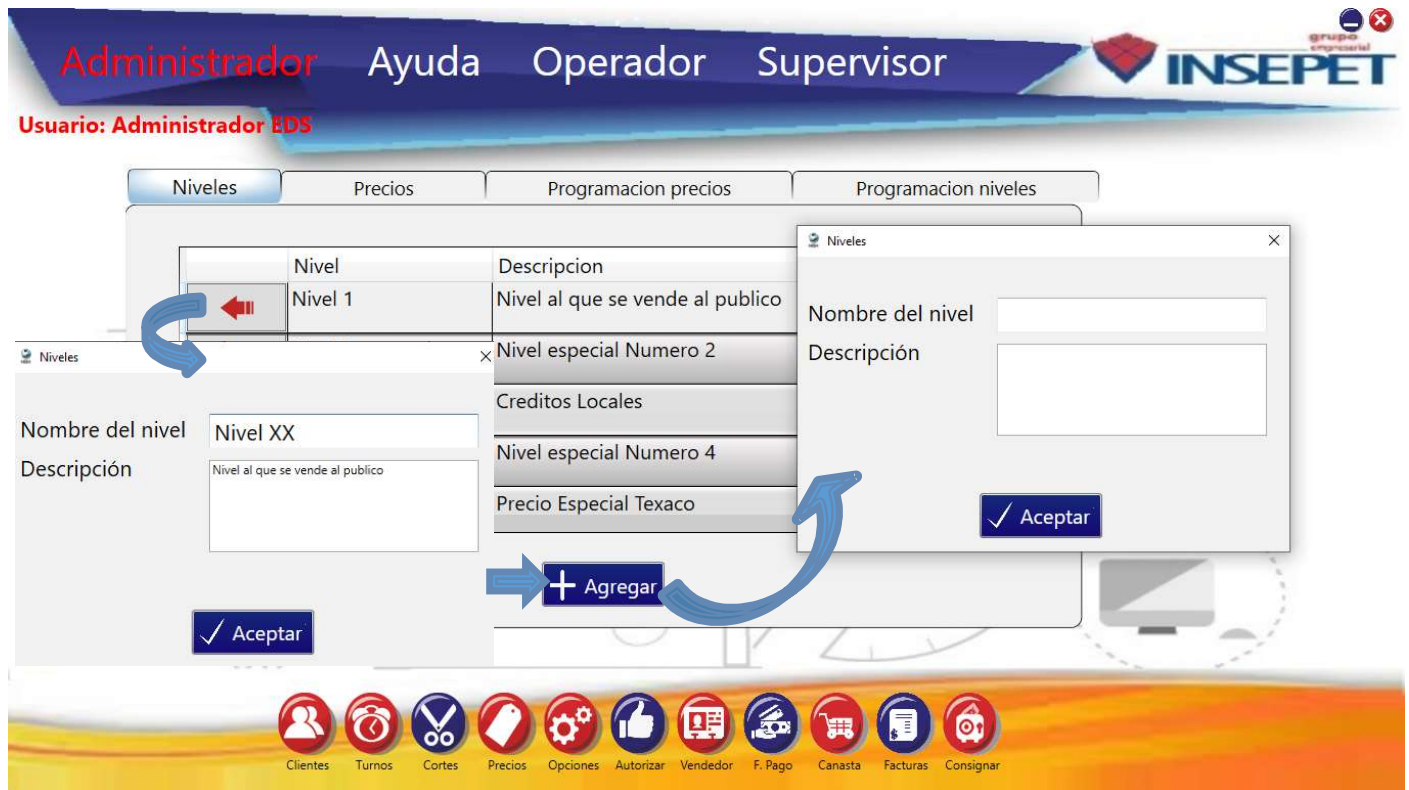 Administrador Ayuda Operador Supervisor
grupo
empresarial
INSEPET
Usuario: Administrador EDS
Niveles Precios Programacion precios Programacion niveles
Nivel Descripcion
Nivel 1 Nivel al que se vende al publico
Nivel especial Numero 2
Creditos Locales
Nivel especial Numero 4
Precio Especial Texaco
Agregar
Niveles
Nombre del nivel Nivel XX
Descripción Nivel al que se vende al publico
Aceptar
Niveles
Nombre del nivel
Descripción
Aceptar
Clientes Turnos Cortes Precios Opciones Autorizar Vendedor F. Pago Canasta Facturas Consignar